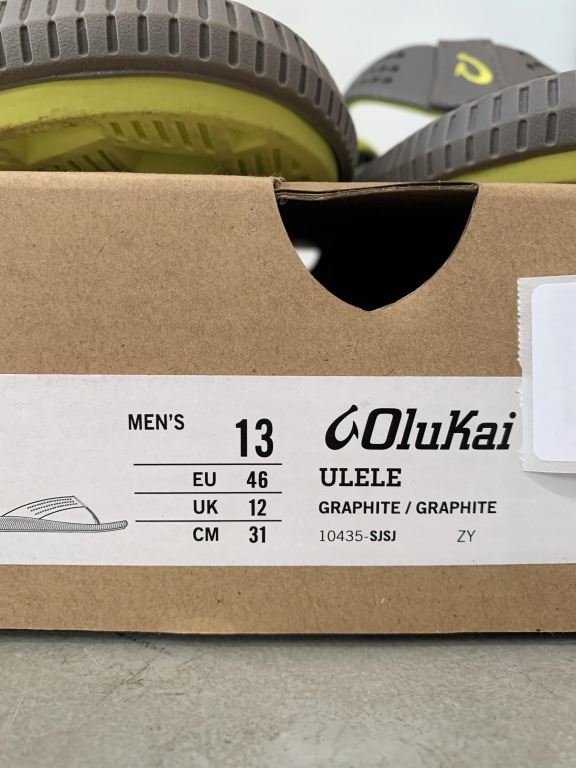 MEN'S 13
EU 46
UK 12
CM 31
OluKai
ULELE
GRAPHITE / GRAPHITE
10435-SJSJ ZY